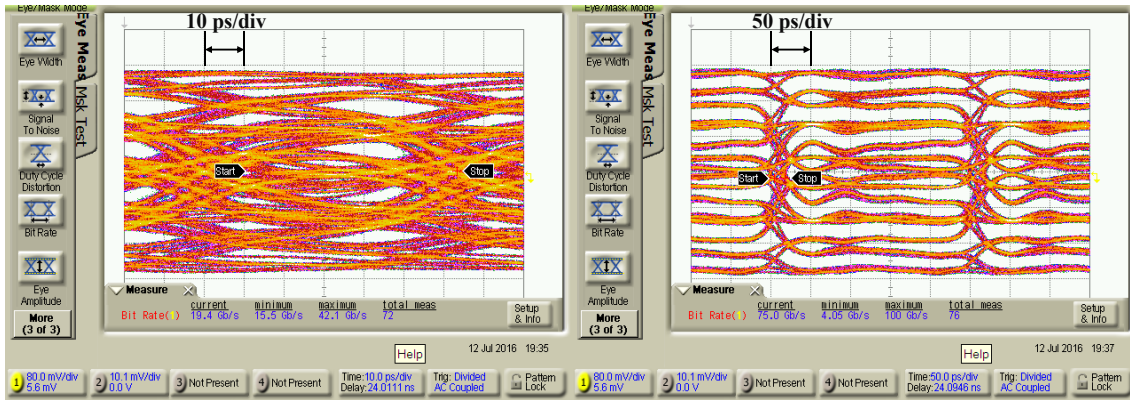 Eye/Mask Mode
10 ps/div
Eye Meas
Msk Test
Eye Width
Signal
To Noise
Duty Cycle
Distortion
Bit Rate
Eye
Amplitude
More
(3 of 3)
Start
Stop
Measure
current minimum maximum total meas
Bit Rate(1) 19.4 Gb/s 15.5 Gb/s 42.1 Gb/s 72
Setup
& Info
Help
12 Jul 2016 19:35
1 80.0 mV/div
5.6 mV
2 10.1 mV/div
0.0 V
3 Not Present
4 Not Present
Time:10.0 ps/div
Delay:24.0111 ns
Trig: Divided
AC Coupled
Pattern
Lock
Eye/Mask Mode
50 ps/div
Eye Meas
Msk Test
Eye Width
Signal
To Noise
Duty Cycle
Distortion
Bit Rate
Eye
Amplitude
More
(3 of 3)
Start
Stop
Measure
current minimum maximum total meas
Bit Rate(1) 75.0 Gb/s 4.05 Gb/s 100 Gb/s 76
Setup
& Info
Help
12 Jul 2016 19:37
1 80.0 mV/div
5.6 mV
2 10.1 mV/div
0.0 V
3 Not Present
4 Not Present
Time:50.0 ps/div
Delay:24.0946 ns
Trig: Divided
AC Coupled
Pattern
Lock